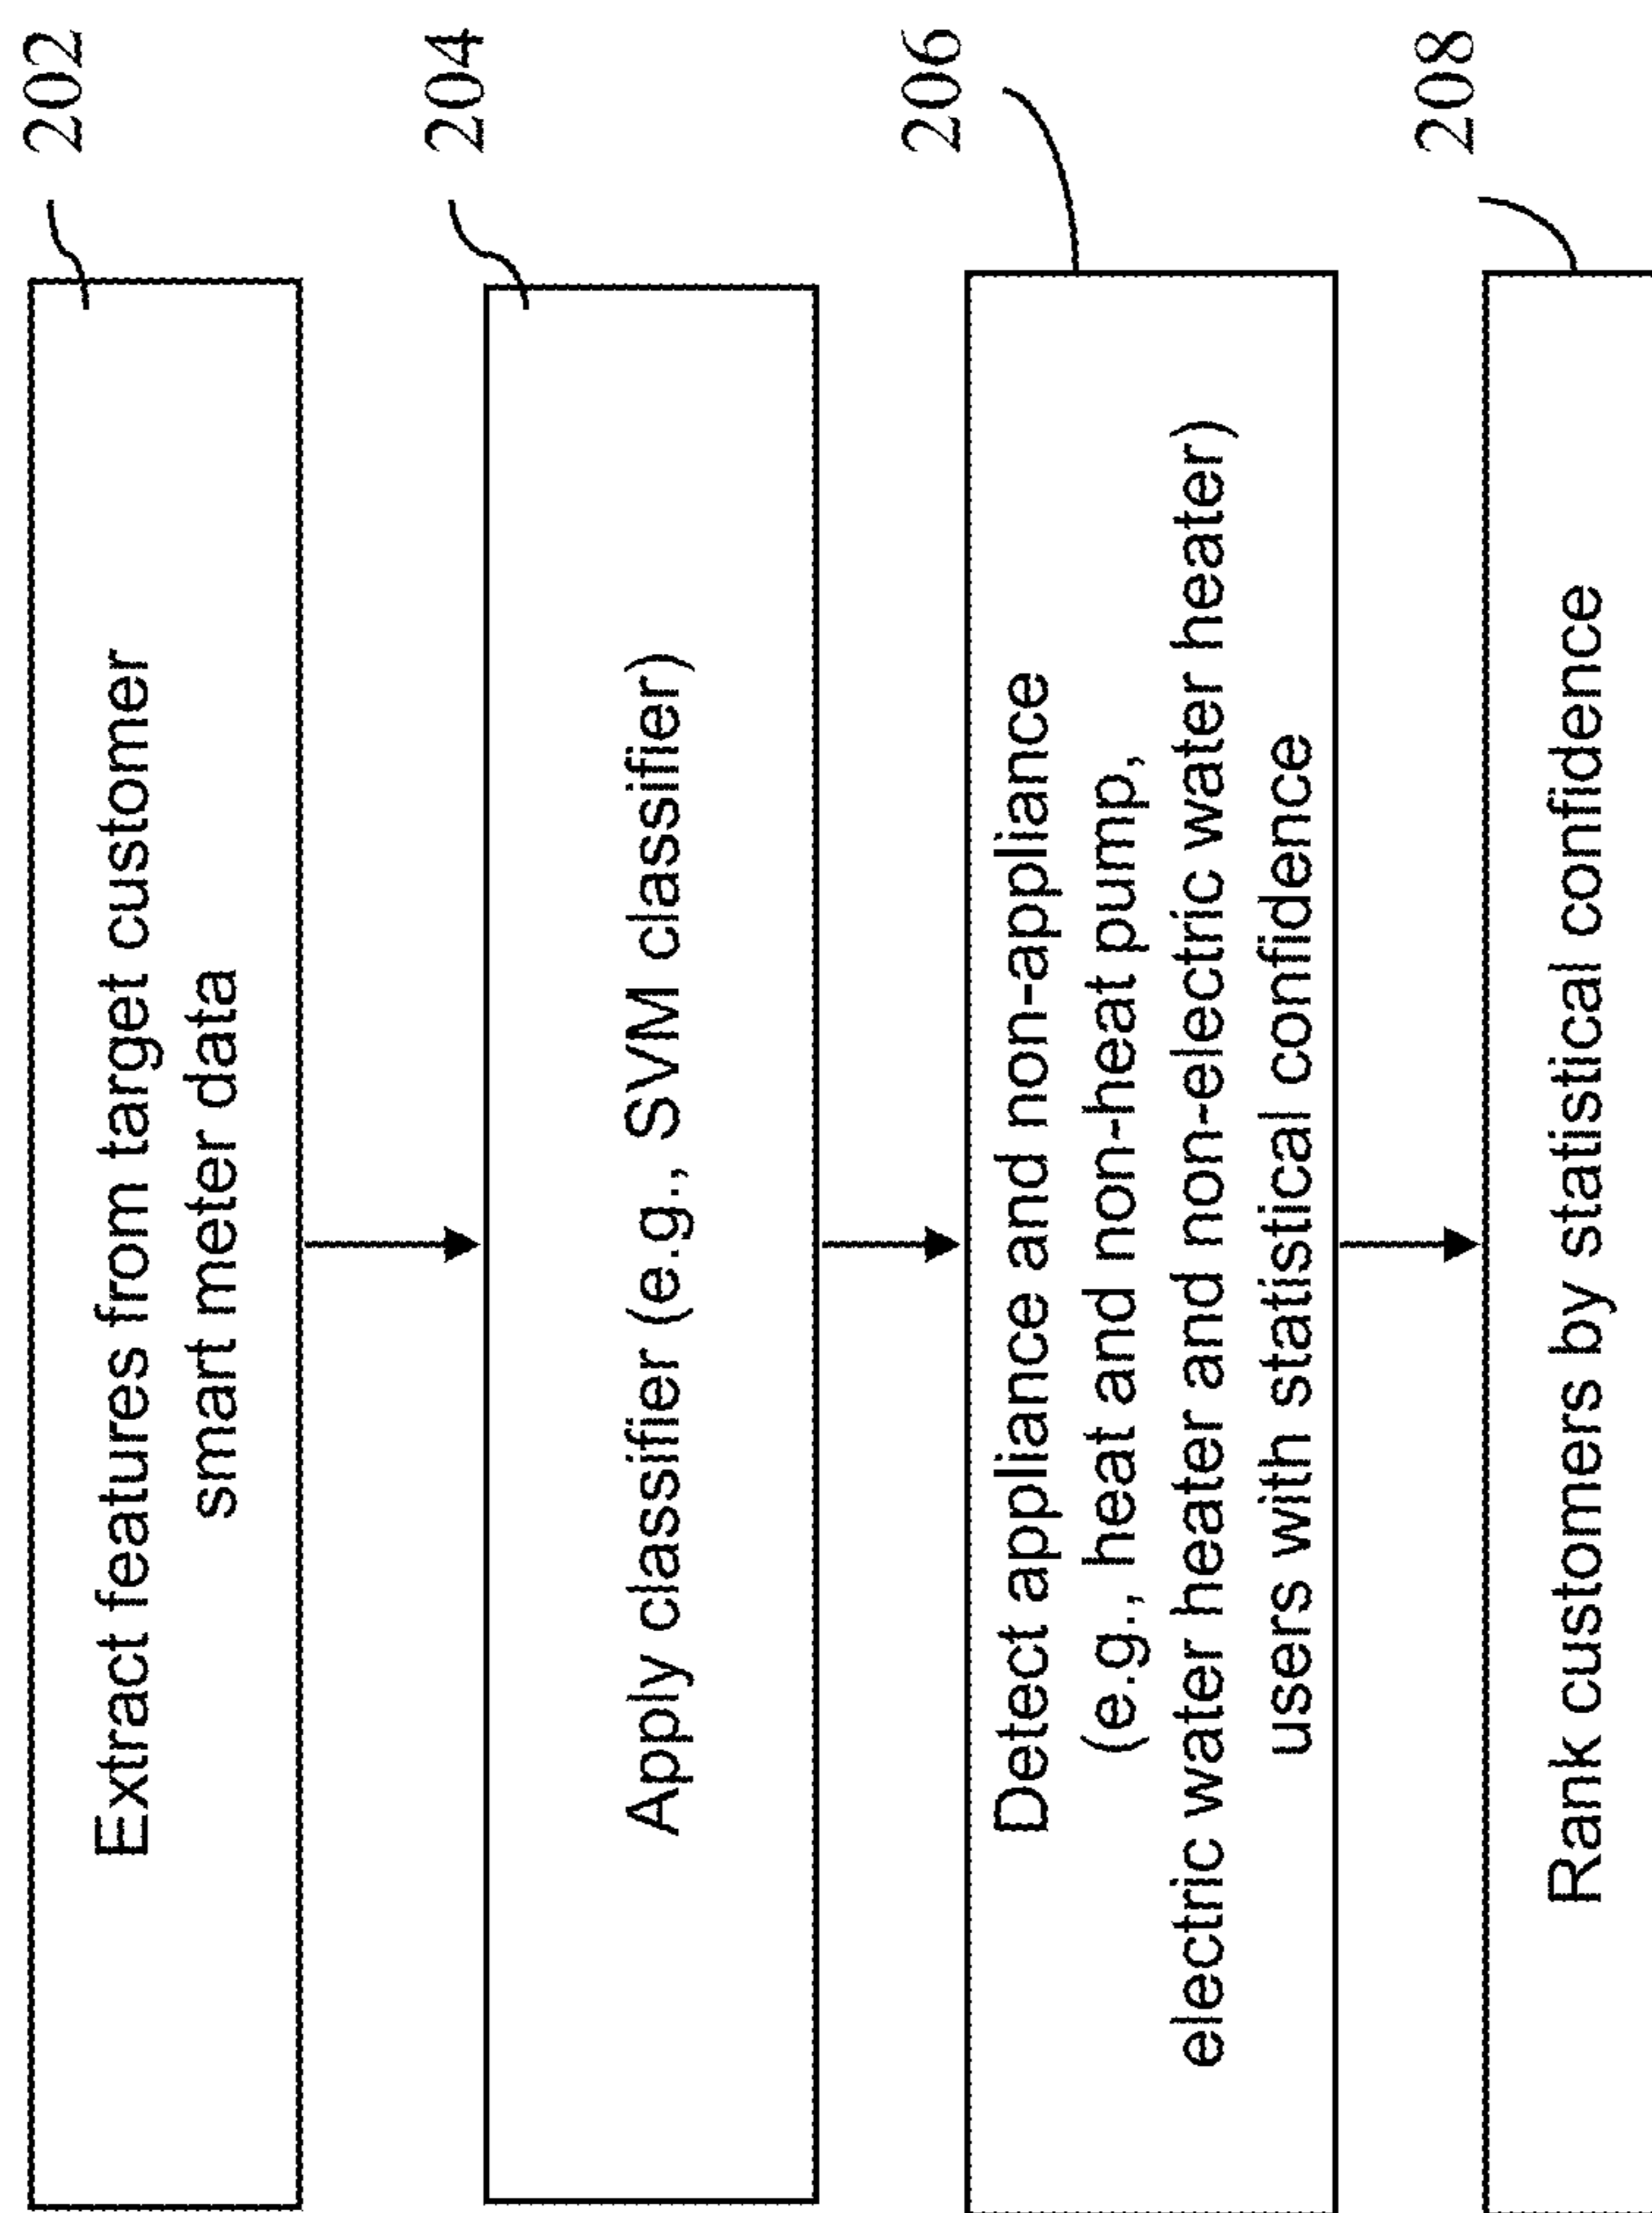 202
Extract features from target customer
smart meter data
204
Apply classifier (e.g., SVM classifier)
206
Detect appliance and non-appliance
(e.g., heat and non-heat pump,
electric water heater and non-electric water heater)
users with statistical confidence
208
Rank customers by statistical confidence